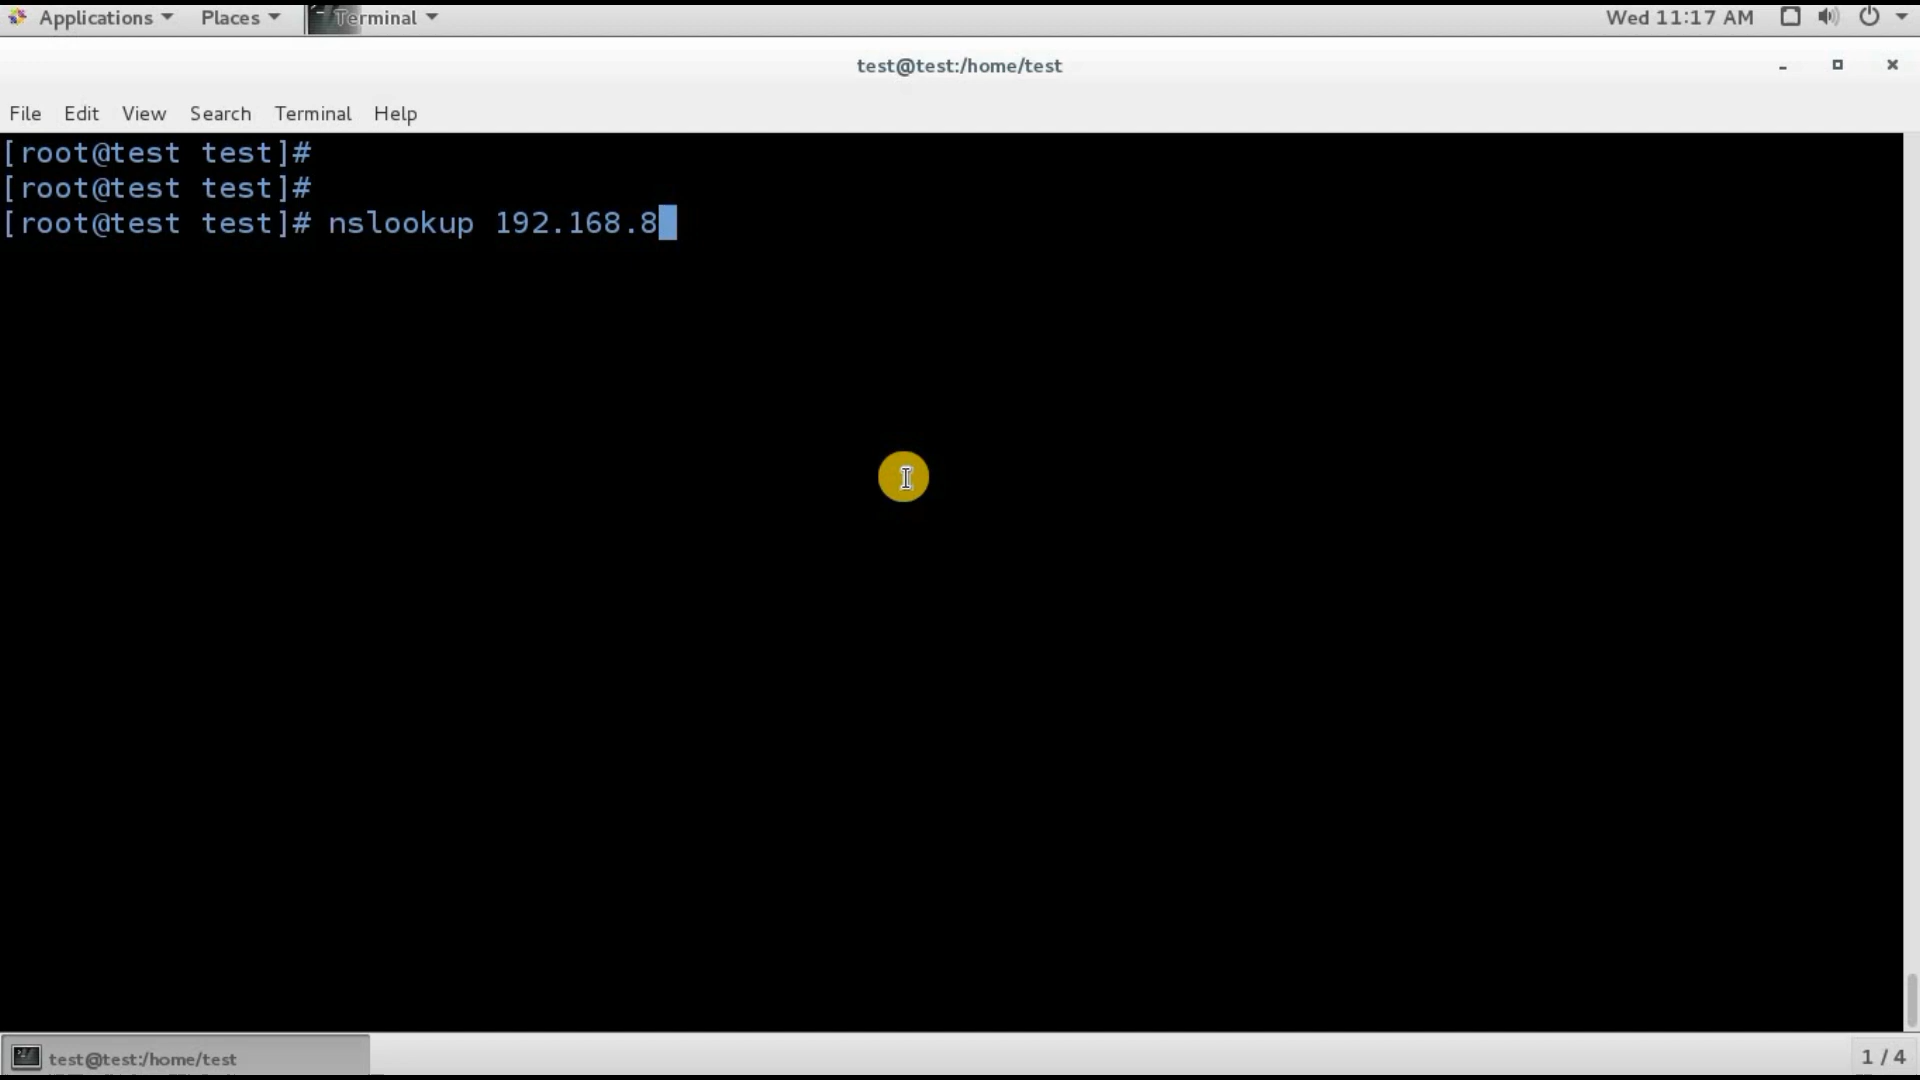 Applications Places Terminal Wed 11:17 AM
test@test:/home/test
File Edit View Search Terminal Help
[root@test test]#
[root@test test]#
[root@test test]# nslookup 192.168.8
test@test:/home/test 1 / 4